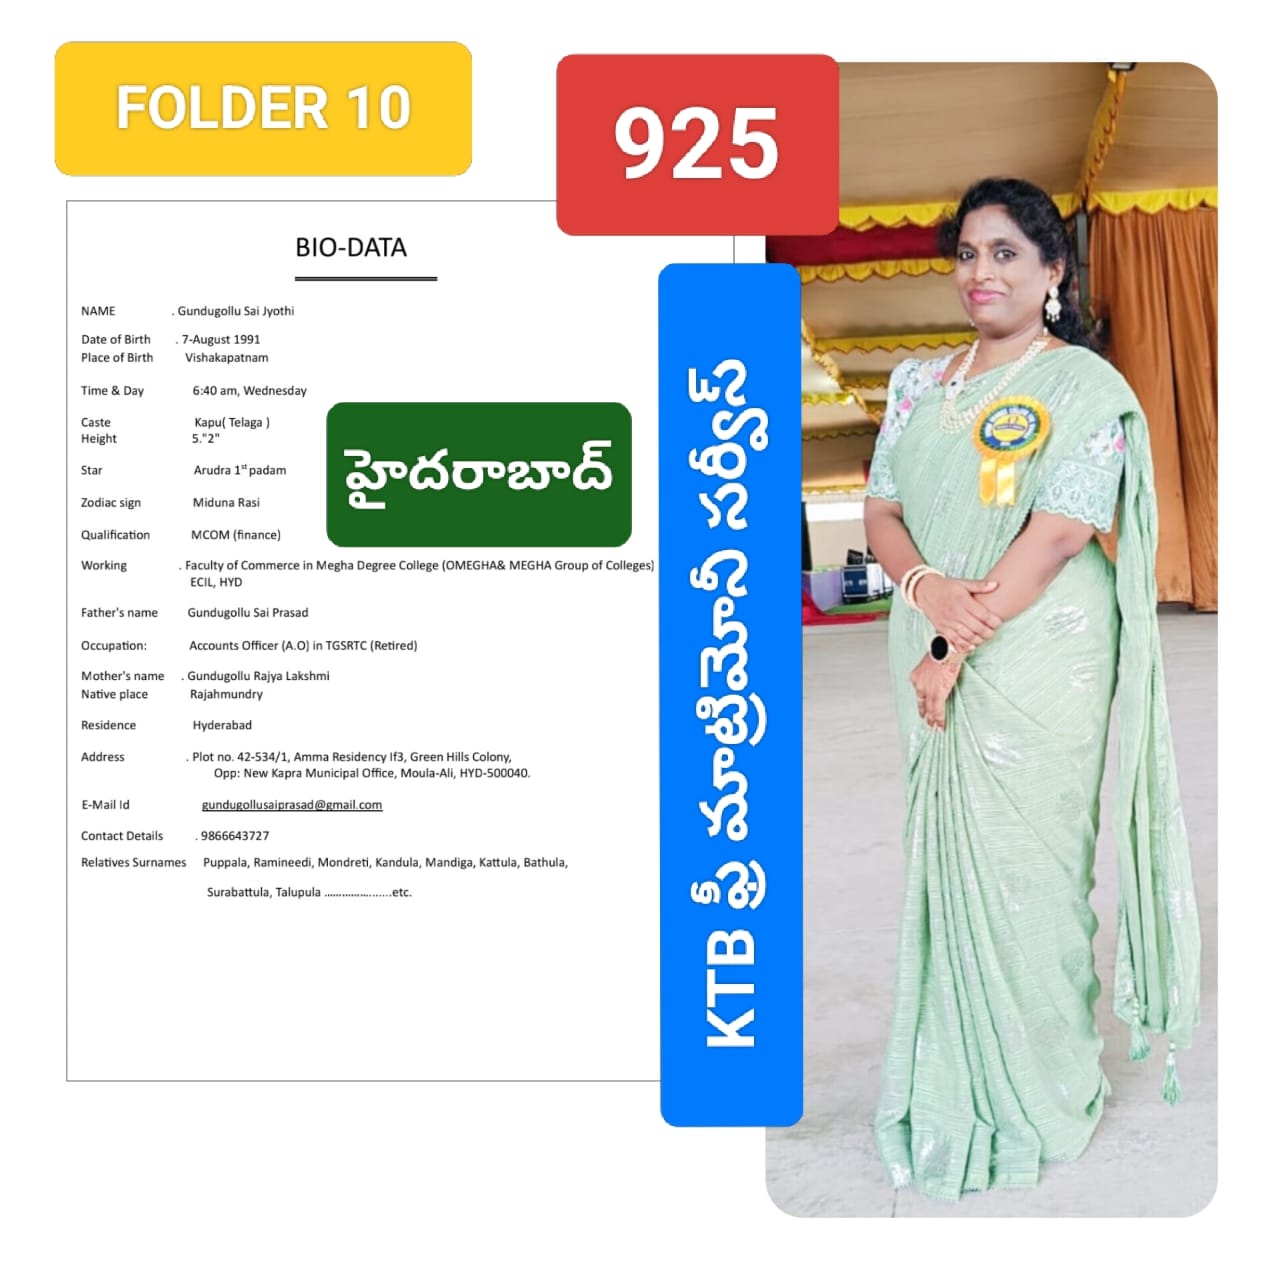 FOLDER 10
925
BIO-DATA
NAME . Gundugollu Sai Jyothi
Date of Birth . 7-August 1991
Place of Birth Vishakapatnam
Time & Day 6:40 am, Wednesday
Caste Kapu( Telaga )
Height 5."2"
Star Arudra 1st padam
Zodiac sign Miduna Rasi
Qualification MCOM (finance)
Working . Faculty of Commerce in Megha Degree College (OMEGHA& MEGHA Group of Colleges)
ECIL, HYD
Father's name Gundugollu Sai Prasad
Occupation: Accounts Officer (A.O) in TGSRTC (Retired)
Mother's name . Gundugollu Rajya Lakshmi
Native place Rajahmundry
Residence Hyderabad
Address . Plot no. 42-534/1, Amma Residency lf3, Green Hills Colony,
Opp: New Kapra Municipal Office, Moula-Ali, HYD-500040.
E-Mail Id gundugollusaiprasad@gmail.com
Contact Details . 9866643727
Relatives Surnames Puppala, Ramineedi, Mondreti, Kandula, Mandiga, Kattula, Bathula,
Surabattula, Talupula .......................etc.
హైదరాబాద్
KTB ఫ్రీ మాట్రిమోనీ సర్వీస్